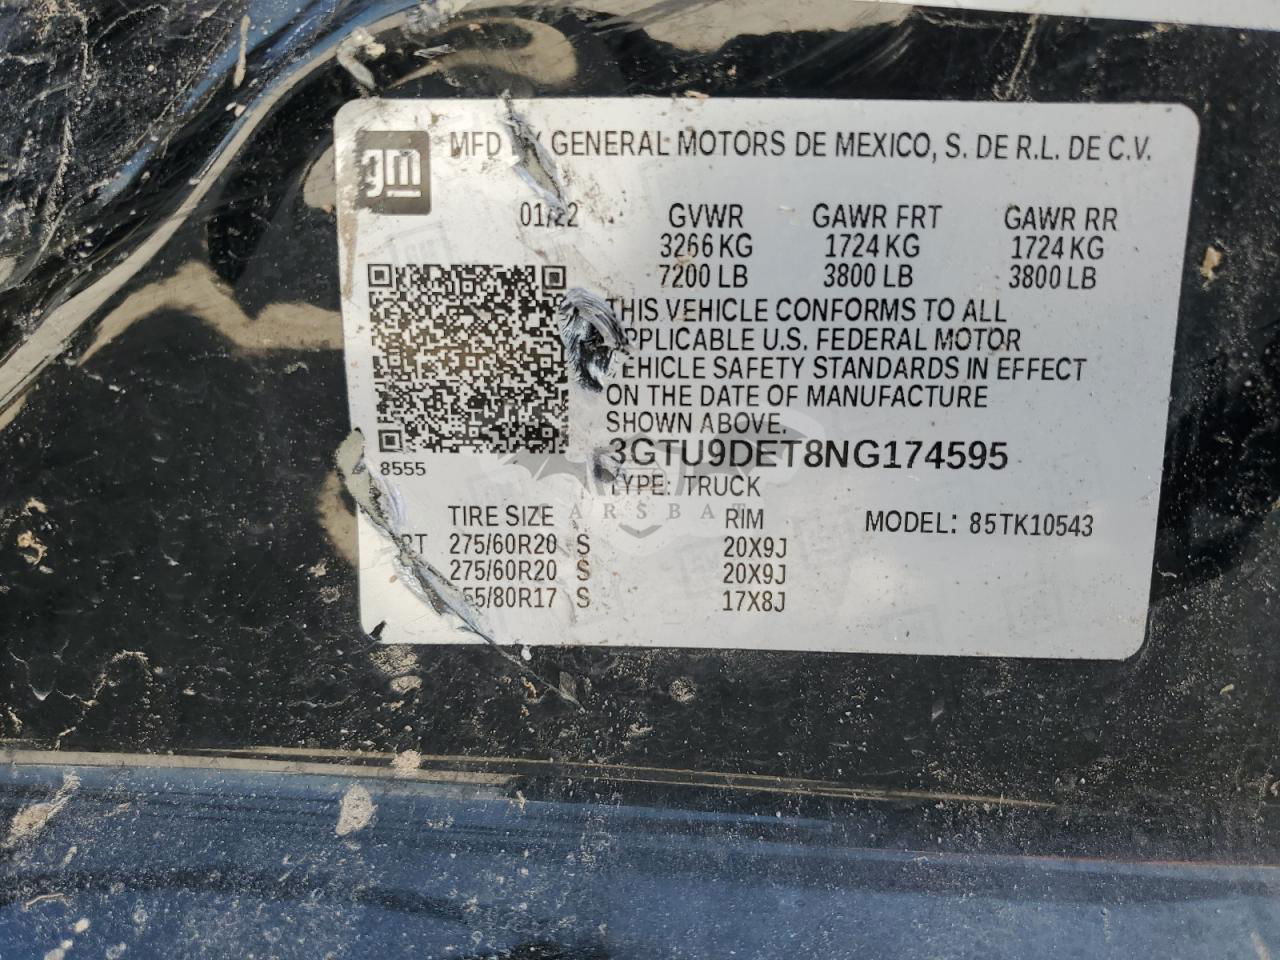 gm
MFD BY GENERAL MOTORS DE MEXICO, S. DE R.L. DE C.V.
01/22 GVWR GAWR FRT GAWR RR
3266 KG 1724 KG 1724 KG
7200 LB 3800 LB 3800 LB
THIS VEHICLE CONFORMS TO ALL
APPLICABLE U.S. FEDERAL MOTOR
VEHICLE SAFETY STANDARDS IN EFFECT
ON THE DATE OF MANUFACTURE
SHOWN ABOVE.
3GTU9DET8NG174595
8555
TYPE: TRUCK
TIRE SIZE RIM MODEL: 85TK10543
275/60R20 S 20X9J
275/60R20 S 20X9J
/80R17 S 17X8J